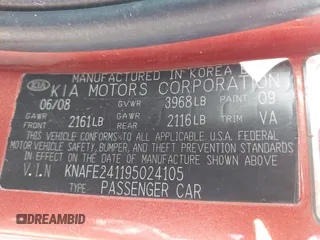 MANUFACTURED IN KOREA
KIA KIA MOTORS CORPORATION
06/08 GVWR 3968LB PAINT 09
GAWR FRONT 2161LB GAWR REAR 2116LB TRIM VA
THIS VEHICLE CONFORMS TO ALL APPLICABLE U.S.A. FEDERAL
MOTOR VEHICLE SAFETY, BUMPER, AND THEFT PREVENTION STANDARDS
IN EFFECT ON THE DATE OF MANUFACTURE SHOWN ABOVE.
V.I.N KNAFE241195024105
TYPE: PASSENGER CAR
DREAMBID